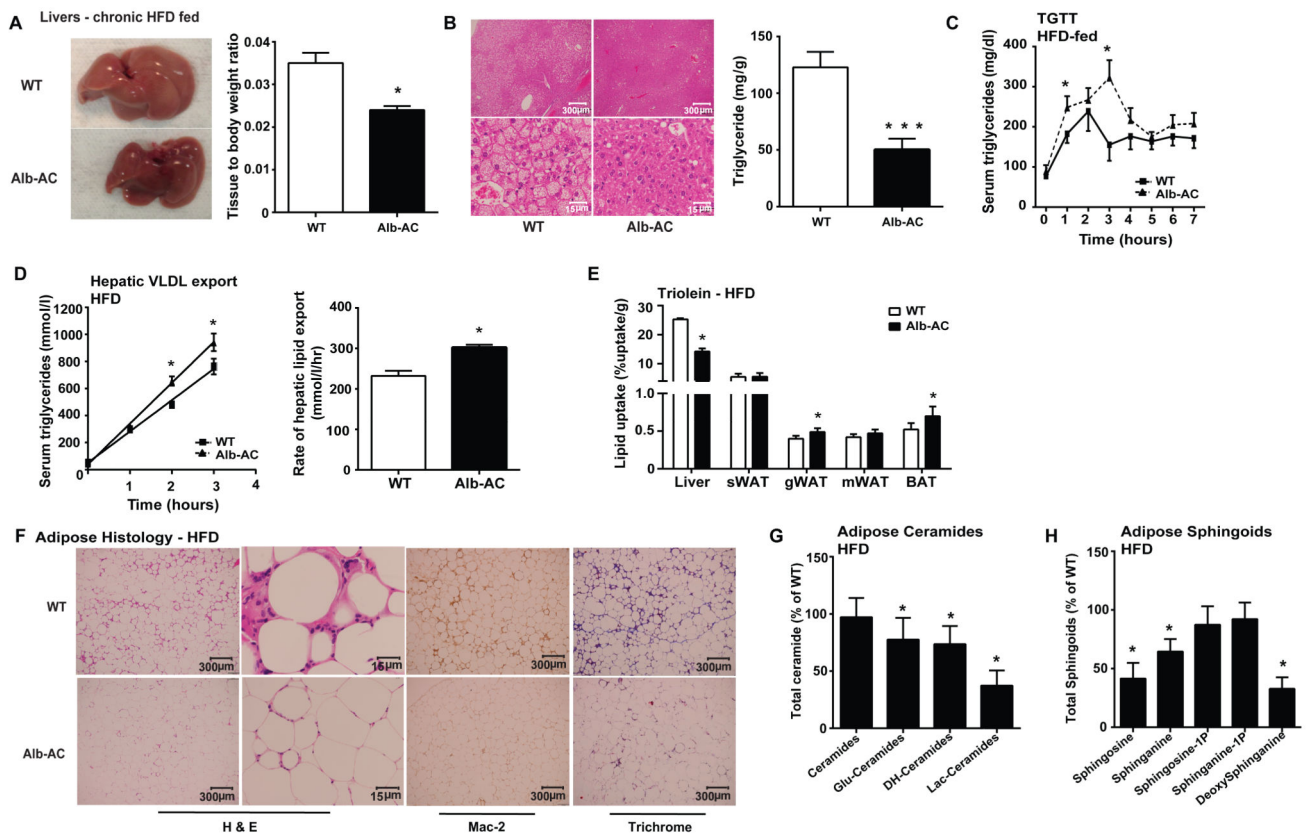 A
Livers - chronic HFD fed
WT
Alb-AC
Tissue to body weight ratio
0.04
0.03
0.02
0.01
0
*
WT
Alb-AC
B
300µm
300µm
15µm
15µm
WT
Alb-AC
Triglyceride (mg/g)
150
100
50
0
* * *
WT
Alb-AC
C
TGTT
HFD-fed
Serum triglycerides (mg/dl)
400
300
200
100
0
*
*
WT
Alb-AC
0 1 2 3 4 5 6 7
Time (hours)
D
Hepatic VLDL export
HFD
Serum triglycerides (mmol/l)
1200
1000
800
600
400
200
0
*
*
WT
Alb-AC
1 2 3 4
Time (hours)
Rate of hepatic lipid export
(mmol/l/hr)
400
300
200
100
0
*
WT
Alb-AC
E
Triolein - HFD
Lipid uptake (%uptake/g)
30
20
10
1.0
0.5
0
WT
Alb-AC
*
*
*
Liver sWAT gWAT mWAT BAT
F
Adipose Histology - HFD
WT
300µm
15µm
300µm
300µm
Alb-AC
300µm
15µm
300µm
300µm
H & E
Mac-2
Trichrome
G
Adipose Ceramides
HFD
Total ceramide (% of WT)
150
100
50
0
*
*
*
Ceramides
Glu-Ceramides
DH-Ceramides
Lac-Ceramides
H
Adipose Sphingoids
HFD
Total Sphingoids (% of WT)
150
100
50
0
*
*
*
Sphingosine
Sphinganine
Sphingosine-1P
Sphinganine-1P
DeoxySphinganine